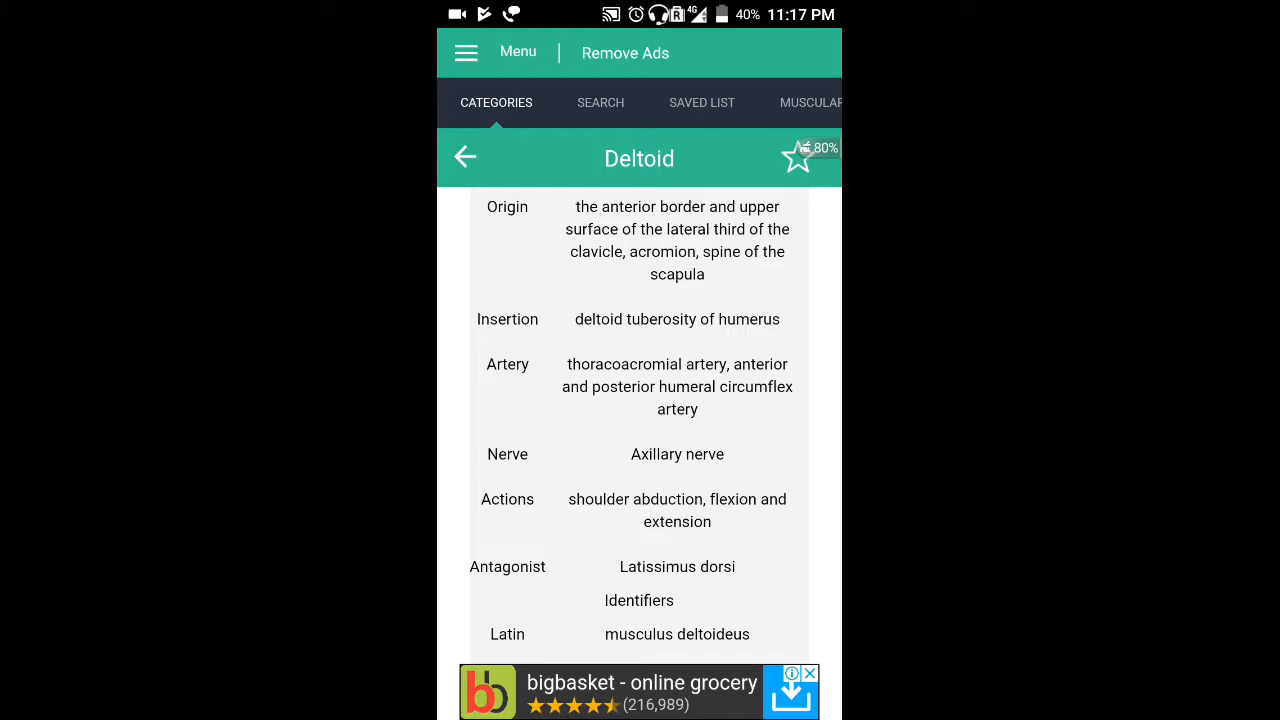 4G 40% 11:17 PM
Menu | Remove Ads
CATEGORIES SEARCH SAVED LIST MUSCULAR
Deltoid 80%
Origin the anterior border and upper
surface of the lateral third of the
clavicle, acromion, spine of the
scapula
Insertion deltoid tuberosity of humerus
Artery thoracoacromial artery, anterior
and posterior humeral circumflex
artery
Nerve Axillary nerve
Actions shoulder abduction, flexion and
extension
Antagonist Latissimus dorsi
Identifiers
Latin musculus deltoideus
bb bigbasket - online grocery
(216,989)